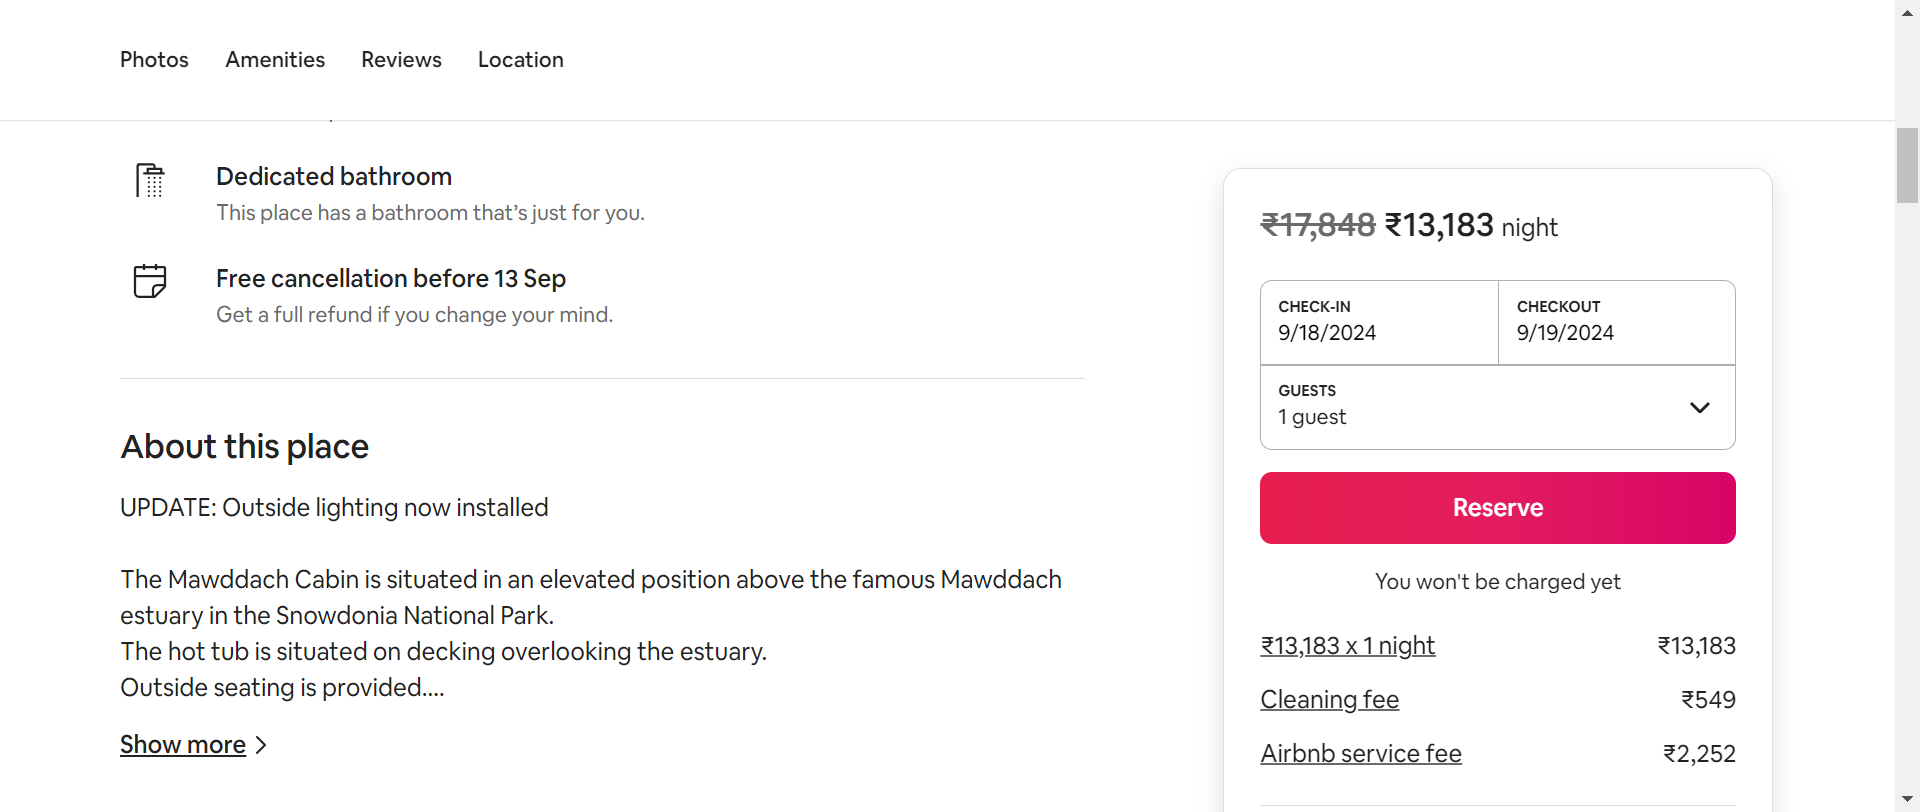 Photos Amenities Reviews Location
Dedicated bathroom
This place has a bathroom that's just for you.
Free cancellation before 13 Sep
Get a full refund if you change your mind.
About this place
UPDATE: Outside lighting now installed
The Mawddach Cabin is situated in an elevated position above the famous Mawddach
estuary in the Snowdonia National Park.
The hot tub is situated on decking overlooking the estuary.
Outside seating is provided....
Show more
₹17,848 ₹13,183 night
CHECK-IN
9/18/2024
CHECKOUT
9/19/2024
GUESTS
1 guest
Reserve
You won't be charged yet
₹13,183 x 1 night ₹13,183
Cleaning fee ₹549
Airbnb service fee ₹2,252